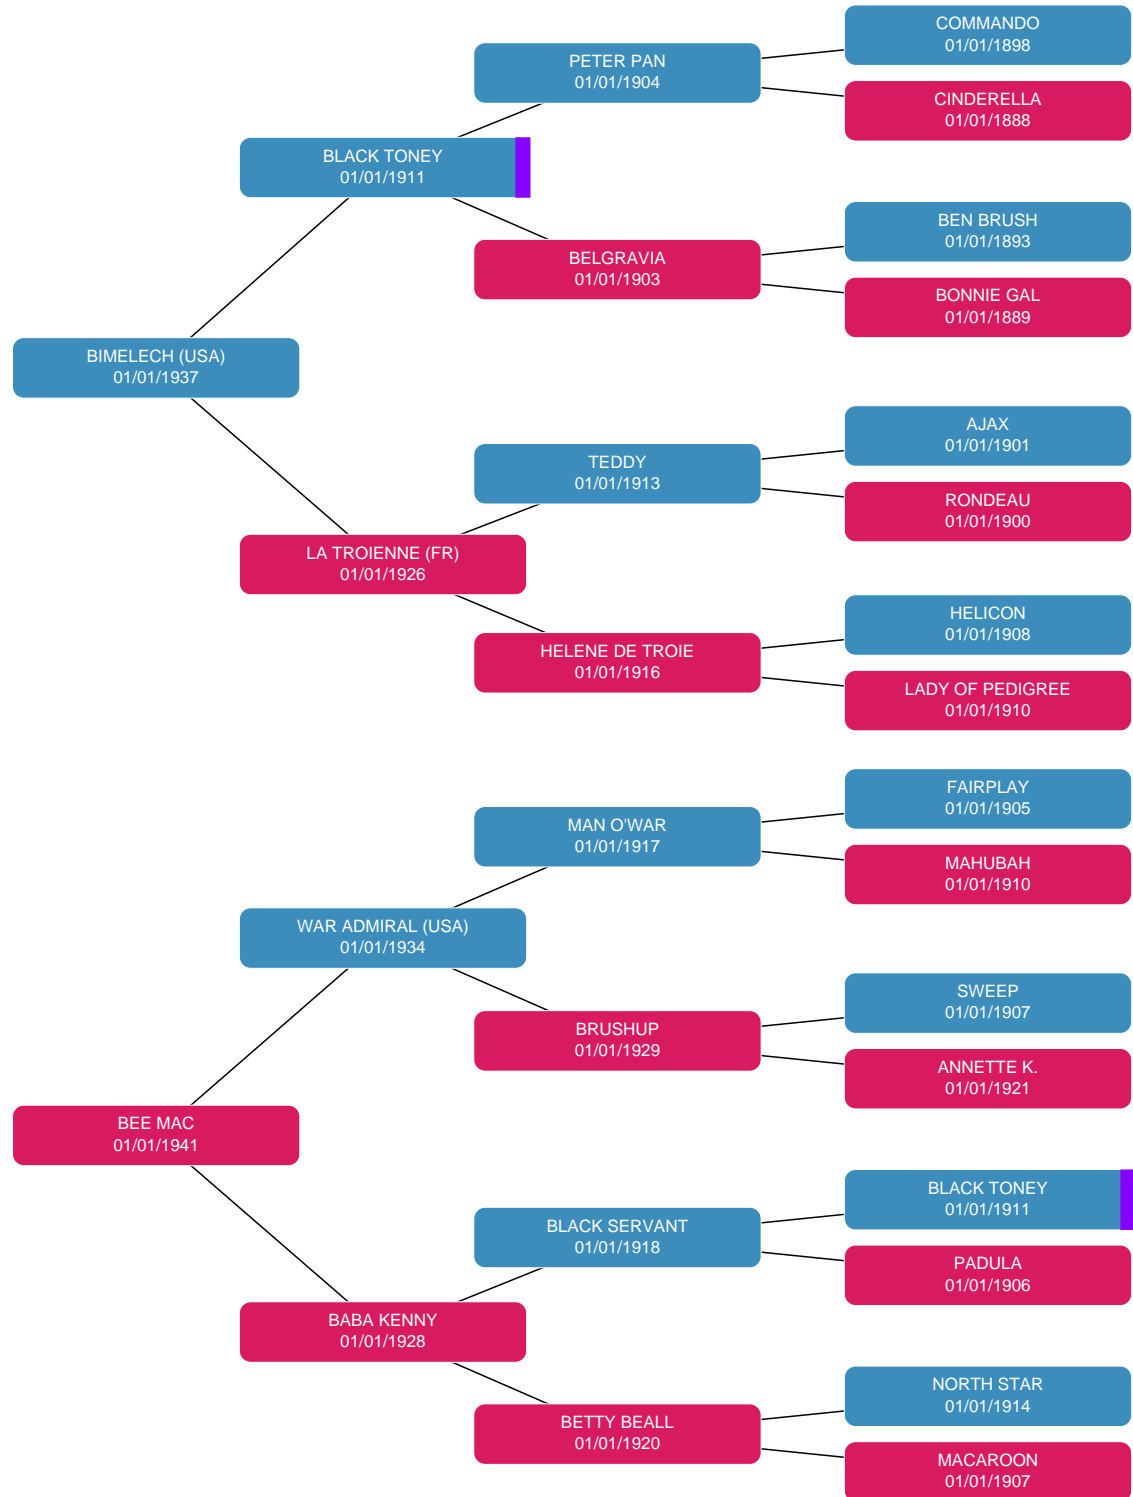 COMMANDO
01/01/1898
PETER PAN
01/01/1904
CINDERELLA
01/01/1888
BLACK TONEY
01/01/1911
BEN BRUSH
01/01/1893
BELGRAVIA
01/01/1903
BONNIE GAL
01/01/1889
BIMELECH (USA)
01/01/1937
AJAX
01/01/1901
TEDDY
01/01/1913
RONDEAU
01/01/1900
LA TROIENNE (FR)
01/01/1926
HELICON
01/01/1908
HELENE DE TROIE
01/01/1916
LADY OF PEDIGREE
01/01/1910
FAIRPLAY
01/01/1905
MAN O'WAR
01/01/1917
MAHUBAH
01/01/1910
WAR ADMIRAL (USA)
01/01/1934
SWEEP
01/01/1907
BRUSHUP
01/01/1929
ANNETTE K.
01/01/1921
BEE MAC
01/01/1941
BLACK TONEY
01/01/1911
BLACK SERVANT
01/01/1918
PADULA
01/01/1906
BABA KENNY
01/01/1928
NORTH STAR
01/01/1914
BETTY BEALL
01/01/1920
MACAROON
01/01/1907